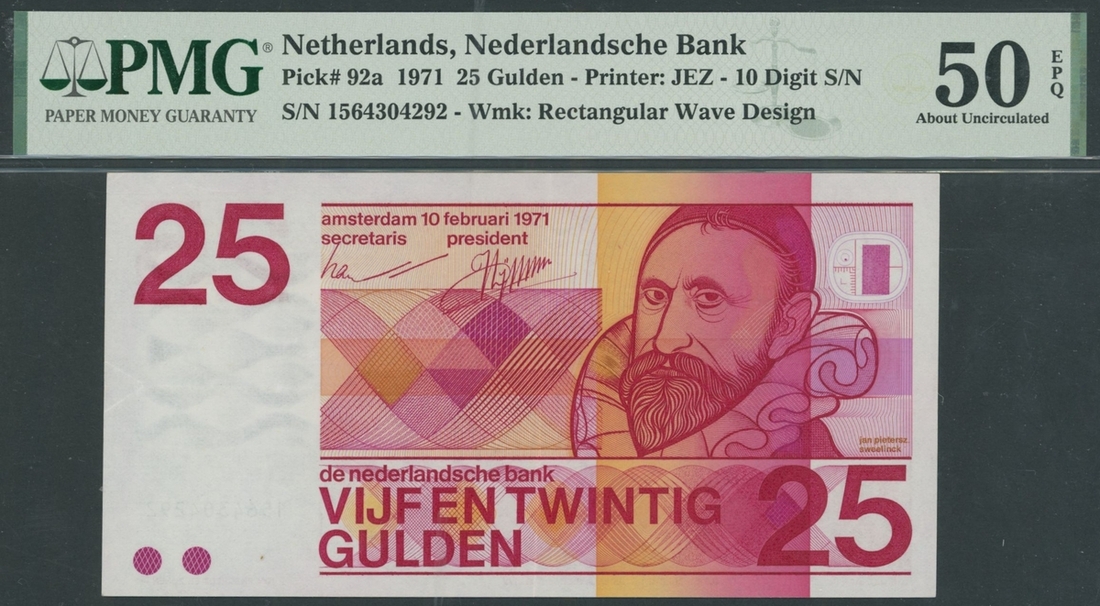 PMG®
PAPER MONEY GUARANTY
Netherlands, Nederlandsche Bank
Pick# 92a 1971 25 Gulden - Printer: JEZ - 10 Digit S/N
S/N 1564304292 - Wmk: Rectangular Wave Design
50 EPQ
About Uncirculated
25
amsterdam 10 februari 1971
secretaris president
jan pietersz
sweelinck
de nederlandsche bank
VIJF EN TWINTIG
GULDEN
25